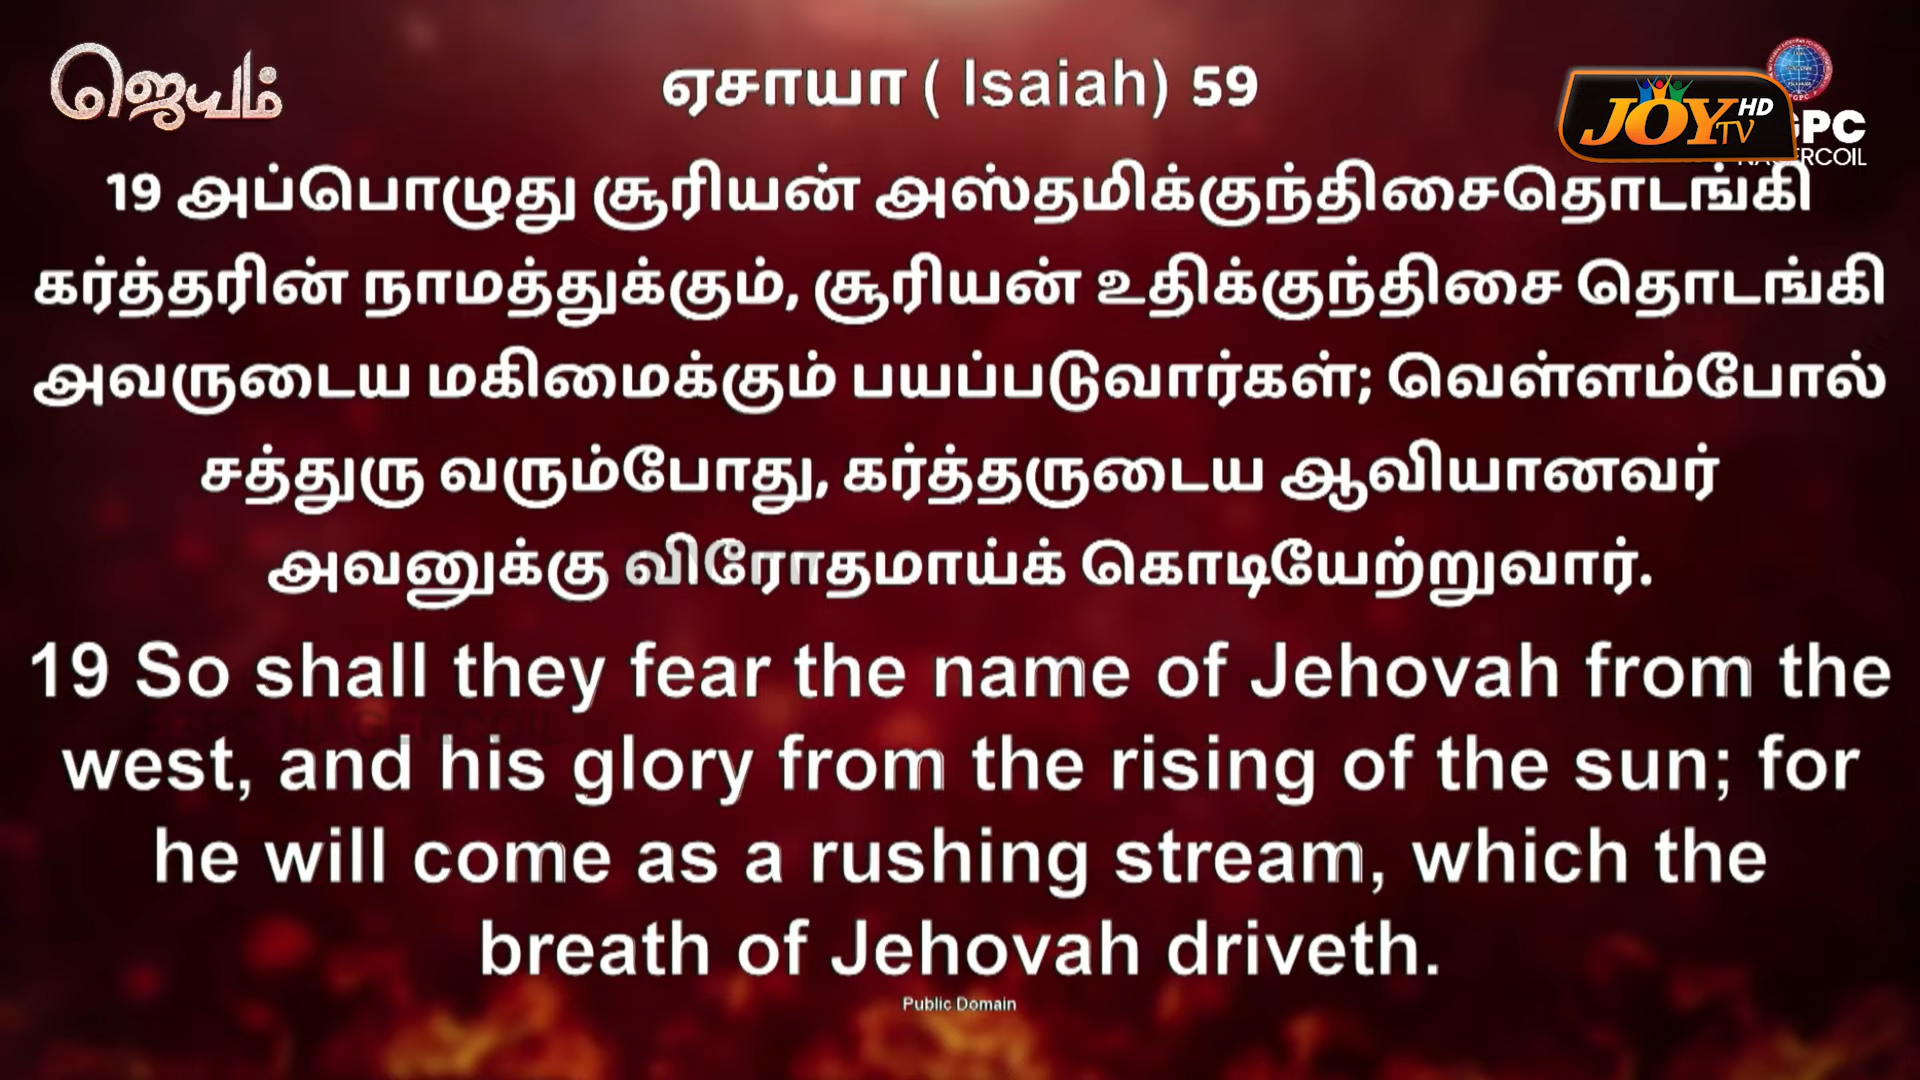 ஜெயம்
ஏசாயா ( Isaiah) 59
JOY TV HD
GPC
NAGERCOIL
19 அப்பொழுது சூரியன் அஸ்தமிக்குந்திசைதொடங்கி
கர்த்தரின் நாமத்துக்கும், சூரியன் உதிக்குந்திசை தொடங்கி
அவருடைய மகிமைக்கும் பயப்படுவார்கள்; வெள்ளம்போல்
சத்துரு வரும்போது, கர்த்தருடைய ஆவியானவர்
அவனுக்கு விரோதமாய்க் கொடியேற்றுவார்.
19 So shall they fear the name of Jehovah from the
west, and his glory from the rising of the sun; for
he will come as a rushing stream, which the
breath of Jehovah driveth.
Public Domain